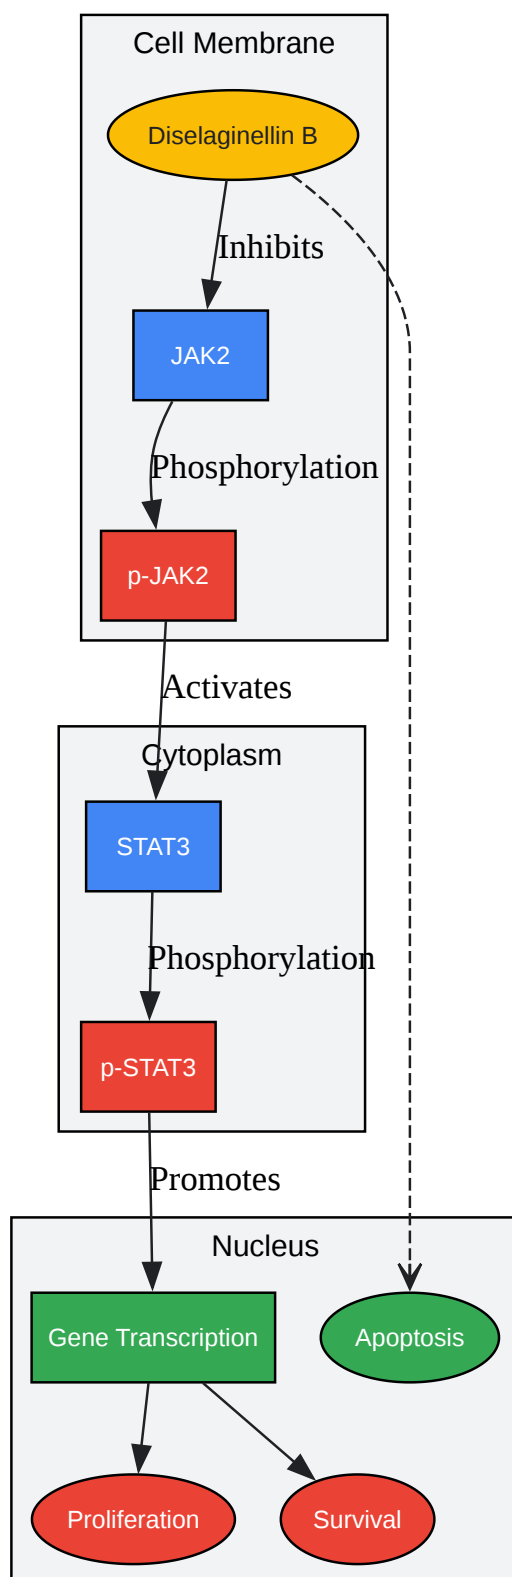 Cell Membrane
Diselaginellin B
Inhibits
JAK2
Phosphorylation
p-JAK2
Activates
Cytoplasm
STAT3
Phosphorylation
p-STAT3
Promotes
Nucleus
Gene Transcription
Apoptosis
Proliferation
Survival